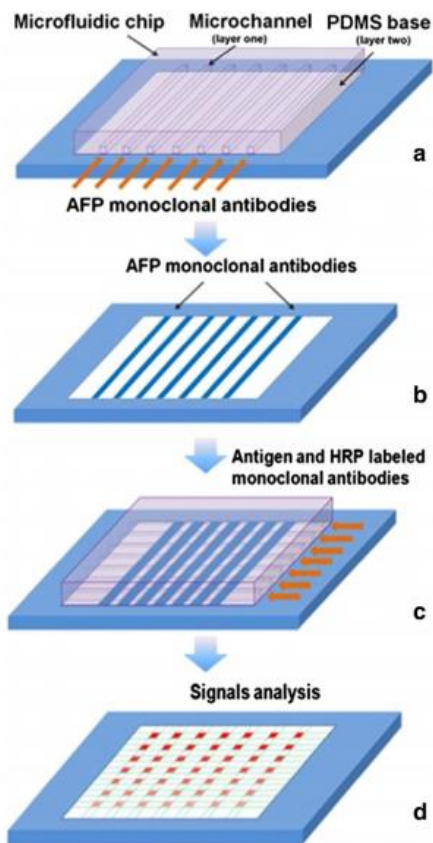 Microfluidic chip
Microchannel
(layer one)
PDMS base
(layer two)
a
AFP monoclonal antibodies
AFP monoclonal antibodies
b
Antigen and HRP labeled
monoclonal antibodies
c
Signals analysis
d